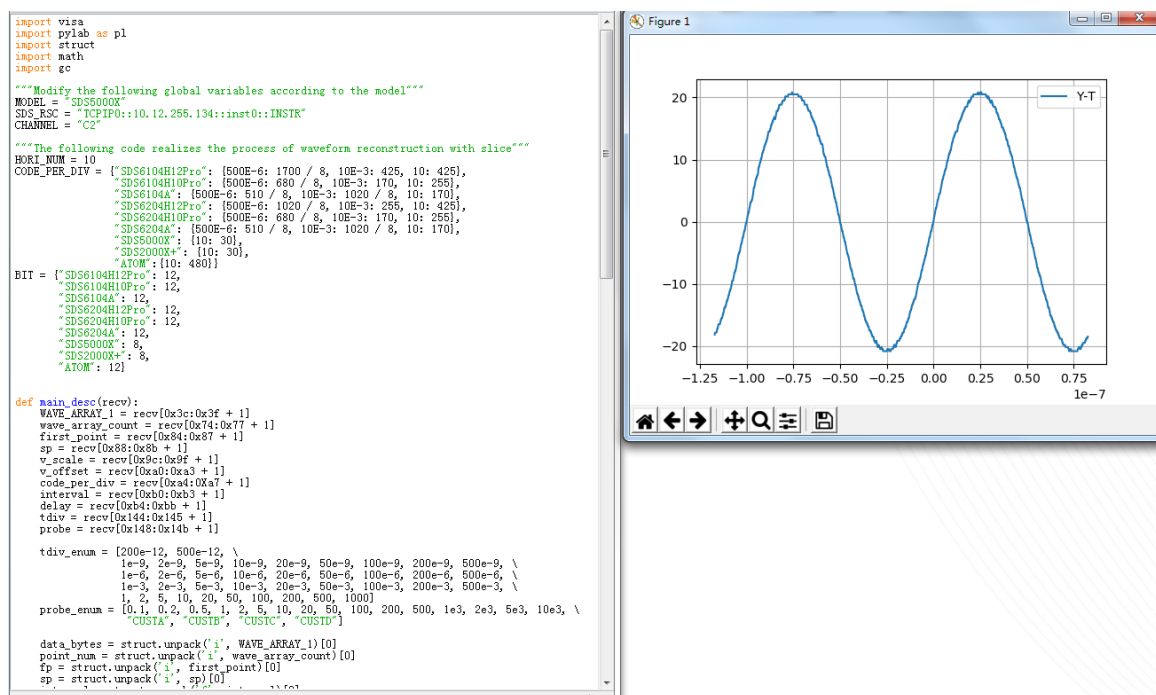 import visa
import pylab as pl
import struct
import math
import gc
"""Modify the following global variables according to the model"""
MODEL = "SDS5000X"
SDS_RSC = "TCPIP0::10.12.255.134::inst0::INSTR"
CHANNEL = "C2"
"""The following code realizes the process of waveform reconstruction with slice"""
HORI_NUM = 10
CODE_PER_DIV = {"SDS6104H12Pro": {500E-6: 1700 / 8, 10E-3: 425, 10: 425},
"SDS6104H10Pro": {500E-6: 680 / 8, 10E-3: 170, 10: 255},
"SDS6104A": {500E-6: 510 / 8, 10E-3: 1020 / 8, 10: 170},
"SDS6204H12Pro": {500E-6: 1020 / 8, 10E-3: 255, 10: 425},
"SDS6204H10Pro": {500E-6: 680 / 8, 10E-3: 170, 10: 255},
"SDS6204A": {500E-6: 510 / 8, 10E-3: 1020 / 8, 10: 170},
"SDS5000X": {10: 30},
"SDS2000X+": {10: 30},
"ATOM":{10: 480}}
BIT = {"SDS6104H12Pro": 12,
"SDS6104H10Pro": 12,
"SDS6104A": 12,
"SDS6204H12Pro": 12,
"SDS6204H10Pro": 12,
"SDS6204A": 12,
"SDS5000X": 8,
"SDS2000X+": 8,
"ATOM": 12}
def main_desc(recv):
WAVE_ARRAY_1 = recv[0x3c:0x3f + 1]
wave_array_count = recv[0x74:0x77 + 1]
first_point = recv[0x84:0x87 + 1]
sp = recv[0x88:0x8b + 1]
v_scale = recv[0x9c:0x9f + 1]
v_offset = recv[0xa0:0xa3 + 1]
code_per_div = recv[0xa4:0Xa7 + 1]
interval = recv[0xb0:0xb3 + 1]
delay = recv[0xb4:0xbb + 1]
tdiv = recv[0x144:0x145 + 1]
probe = recv[0x148:0x14b + 1]
tdiv_enum = [200e-12, 500e-12, \
1e-9, 2e-9, 5e-9, 10e-9, 20e-9, 50e-9, 100e-9, 200e-9, 500e-9, \
1e-6, 2e-6, 5e-6, 10e-6, 20e-6, 50e-6, 100e-6, 200e-6, 500e-6, \
1e-3, 2e-3, 5e-3, 10e-3, 20e-3, 50e-3, 100e-3, 200e-3, 500e-3, \
1, 2, 5, 10, 20, 50, 100, 200, 500, 1000]
probe_enum = [0.1, 0.2, 0.5, 1, 2, 5, 10, 20, 50, 100, 200, 500, 1e3, 2e3, 5e3, 10e3, \
"CUSTA", "CUSTB", "CUSTC", "CUSTD"]
data_bytes = struct.unpack('i', WAVE_ARRAY_1)[0]
point_num = struct.unpack('i', wave_array_count)[0]
fp = struct.unpack('i', first_point)[0]
sp = struct.unpack('i', sp)[0]
Figure 1
Y-T
20
10
0
−10
−20
−1.25 −1.00 −0.75 −0.50 −0.25 0.00 0.25 0.50 0.75
1e−7